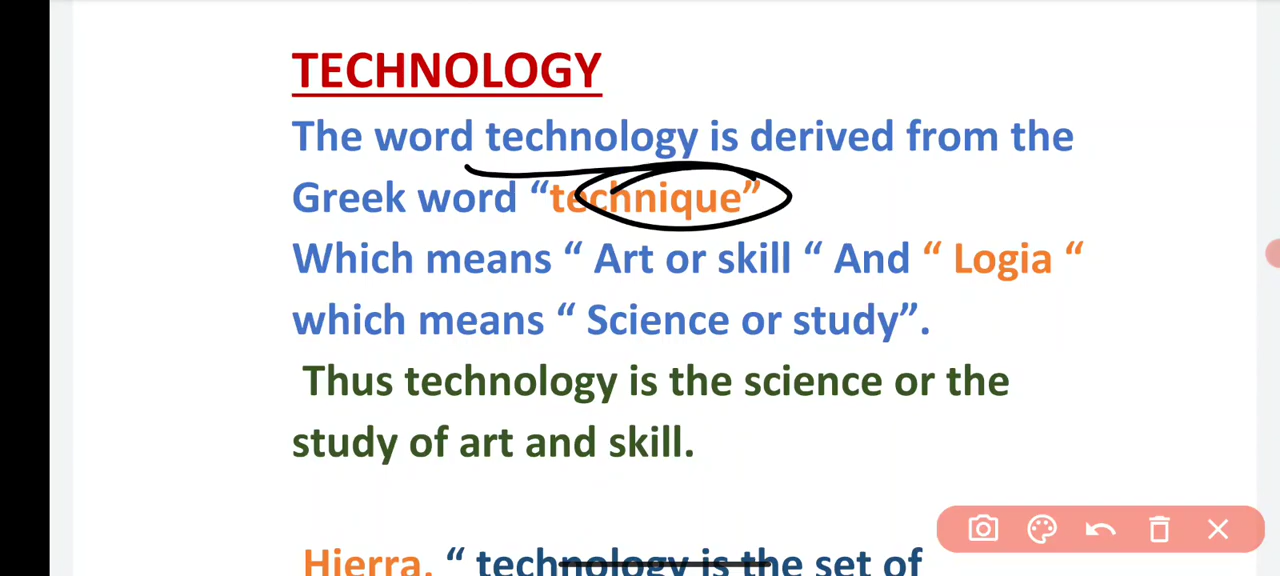 TECHNOLOGY
The word technology is derived from the
Greek word “technique”
Which means “ Art or skill “ And “ Logia “
which means “ Science or study”.
Thus technology is the science or the
study of art and skill.
Hierra. “ technology is the set of